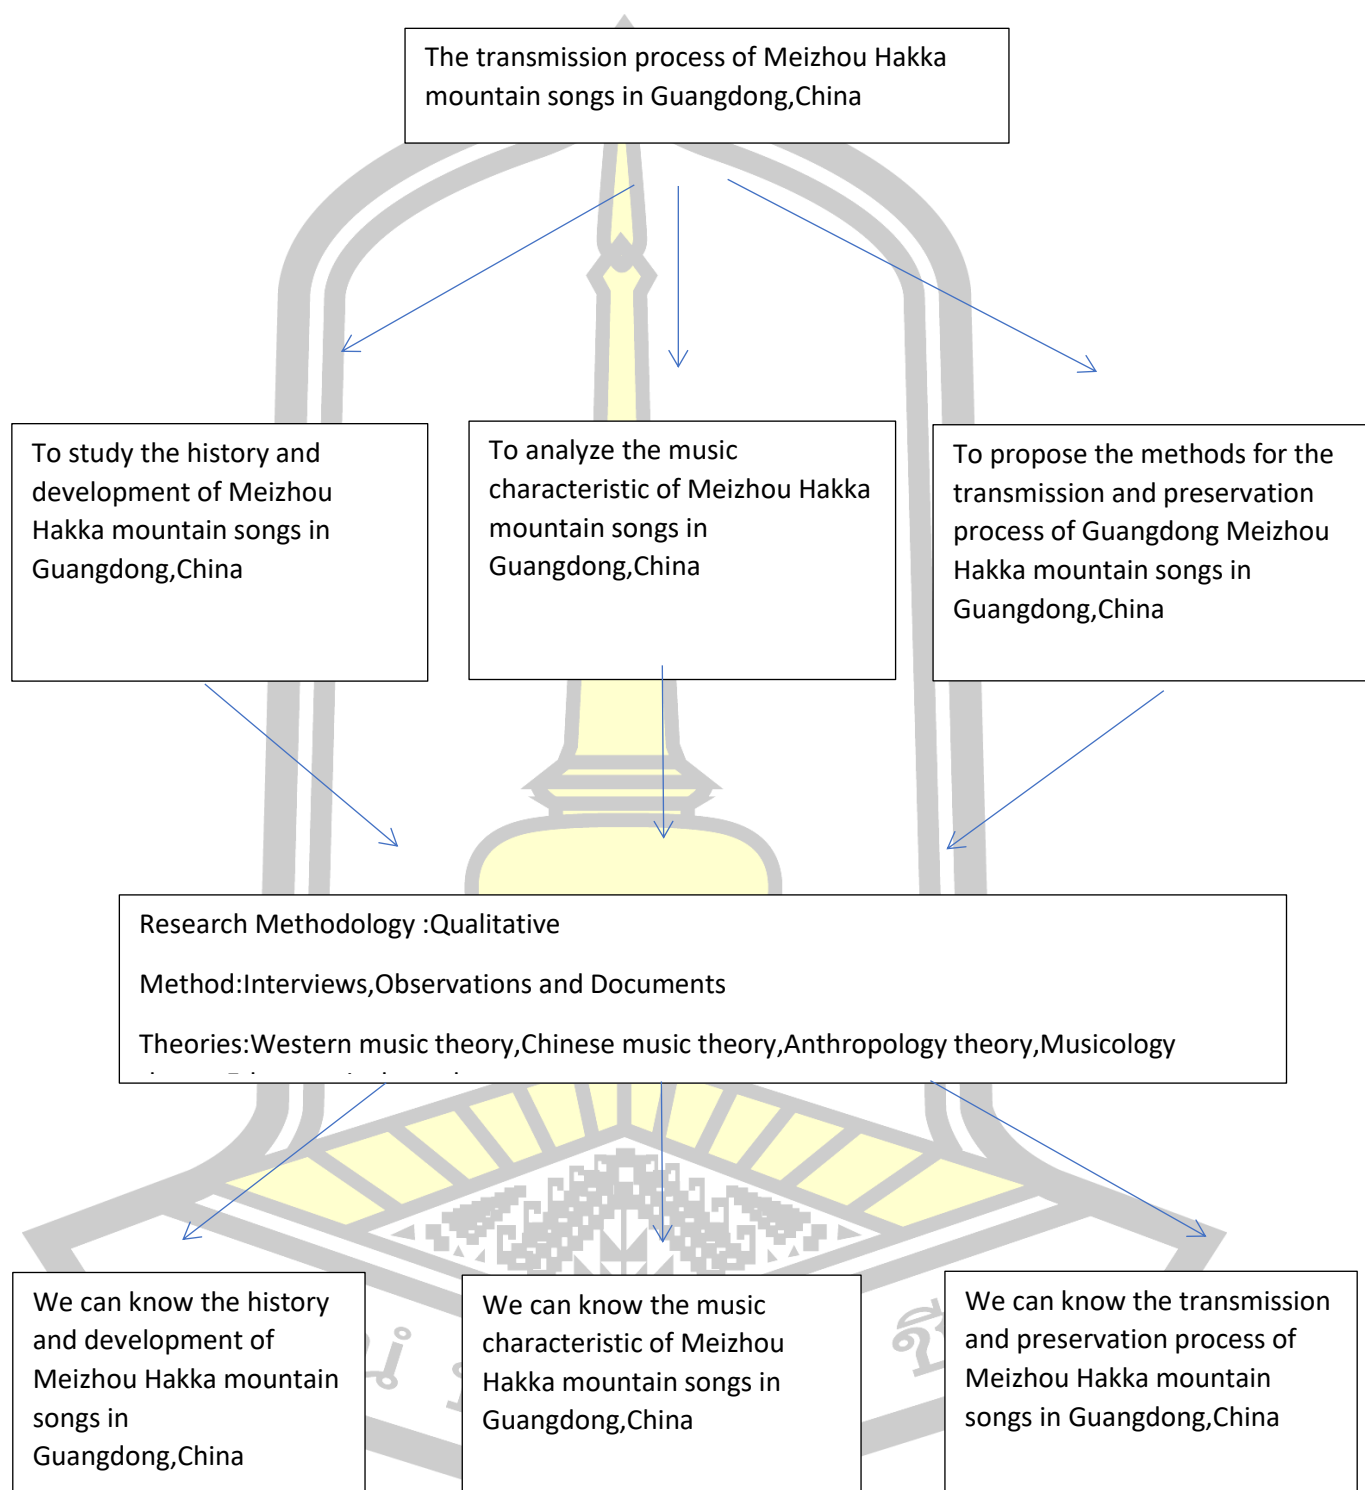 The transmission process of Meizhou Hakka
mountain songs in Guangdong,China
To study the history and
development of Meizhou
Hakka mountain songs in
Guangdong,China
To analyze the music
characteristic of Meizhou Hakka
mountain songs in
Guangdong,China
To propose the methods for the
transmission and preservation
process of Guangdong Meizhou
Hakka mountain songs in
Guangdong,China
Research Methodology :Qualitative
Method:Interviews,Observations and Documents
Theories:Western music theory,Chinese music theory,Anthropology theory,Musicology
We can know the history
and development of
Meizhou Hakka mountain
songs in
Guangdong,China
We can know the music
characteristic of Meizhou
Hakka mountain songs in
Guangdong,China
We can know the transmission
and preservation process of
Meizhou Hakka mountain
songs in Guangdong,China